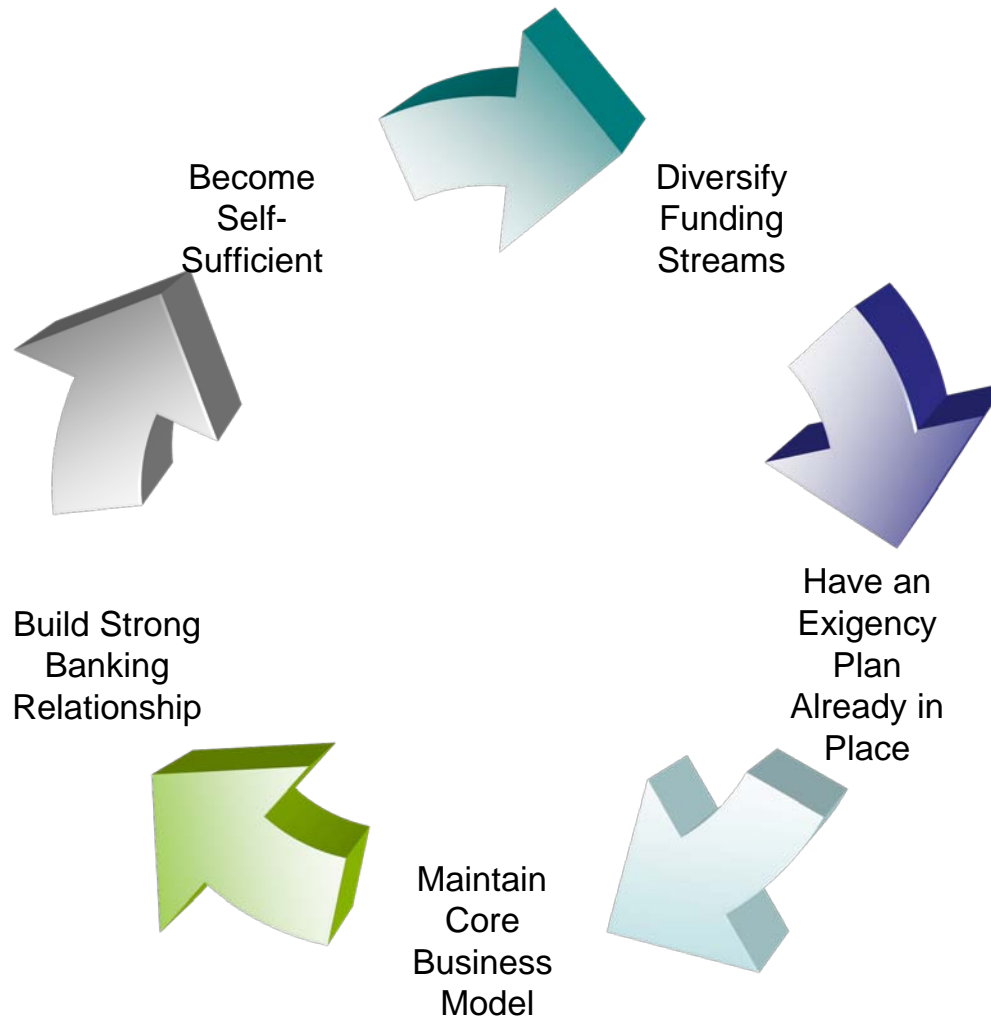 Become
Self-
Sufficient
Diversify
Funding
Streams
Have an
Exigency
Plan
Already in
Place
Maintain
Core
Business
Model
Build Strong
Banking
Relationship